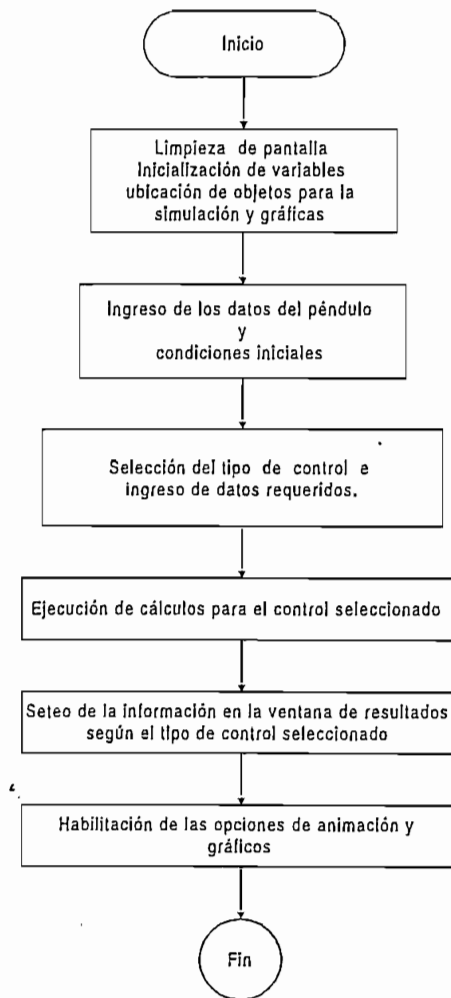 Inicio
Limpieza de pantalla
Inicialización de variables
ubicación de objetos para la
simulación y gráficas
Ingreso de los datos del péndulo
y
condiciones iniciales
Selección del tipo de control e
ingreso de datos requeridos.
Ejecución de cálculos para el control seleccionado
Seteo de la información en la ventana de resultados
según el tipo de control seleccionado
Habilitación de las opciones de animación y
gráficos
Fin